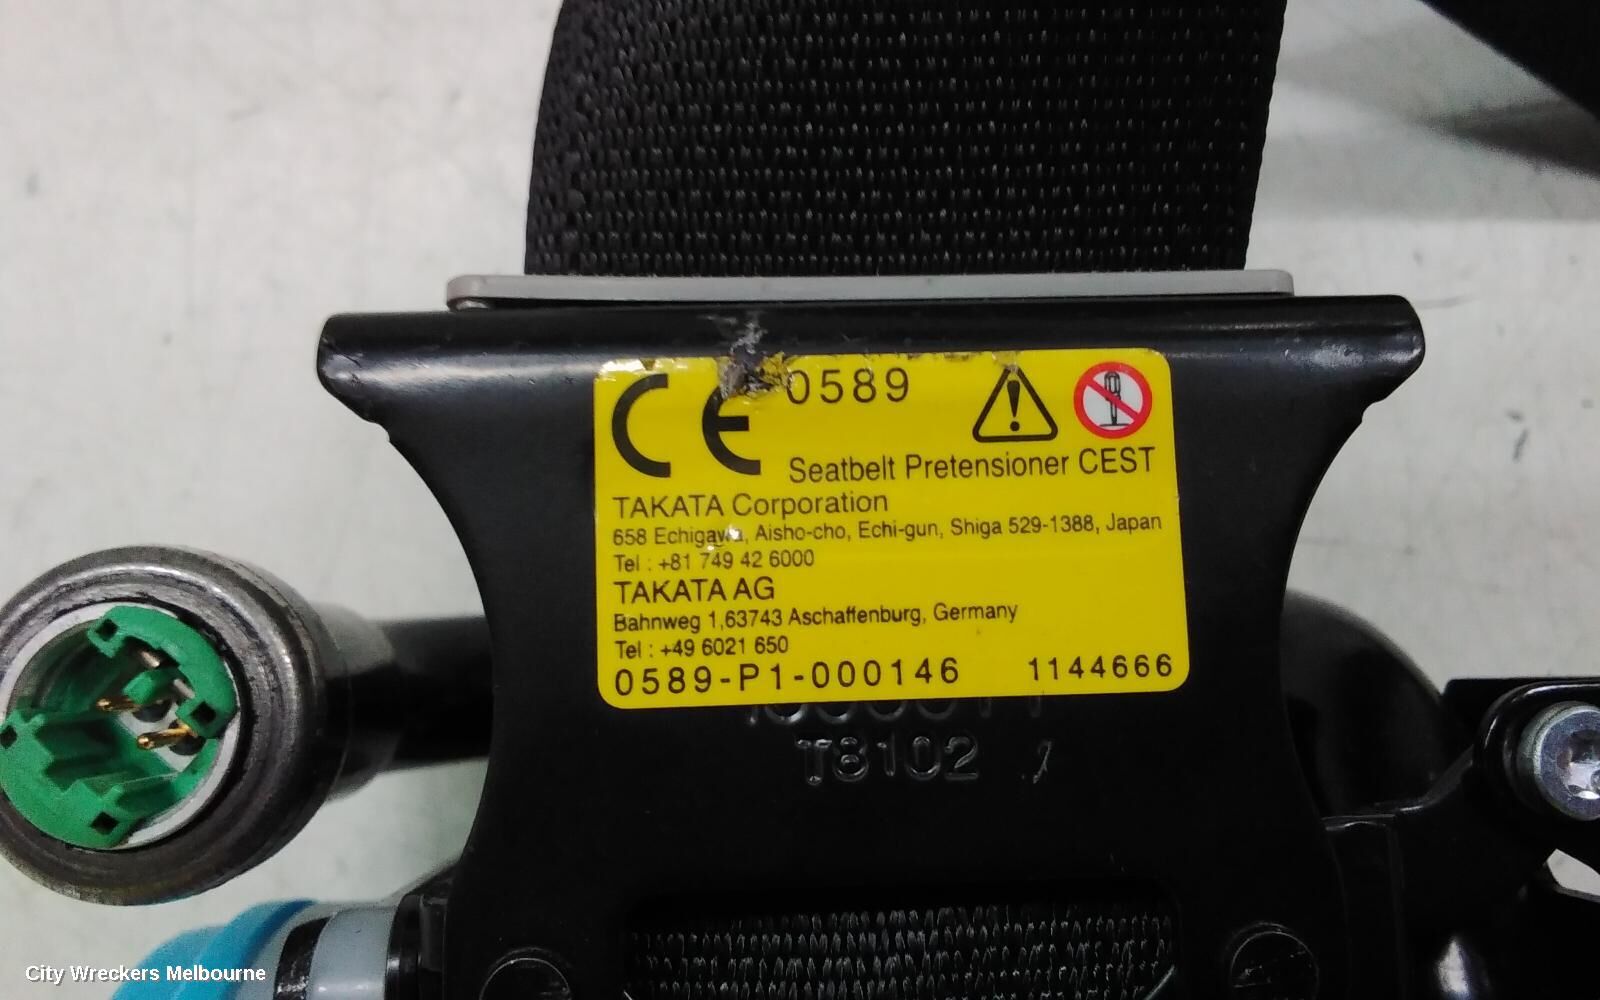 CE 0589
Seatbelt Pretensioner CEST
TAKATA Corporation
658 Echigawa, Aisho-cho, Echi-gun, Shiga 529-1388, Japan
Tel : +81 749 42 6000
TAKATA AG
Bahnweg 1,63743 Aschaffenburg, Germany
Tel : +49 6021 650
0589-P1-000146 1144666
T8102
City Wreckers Melbourne